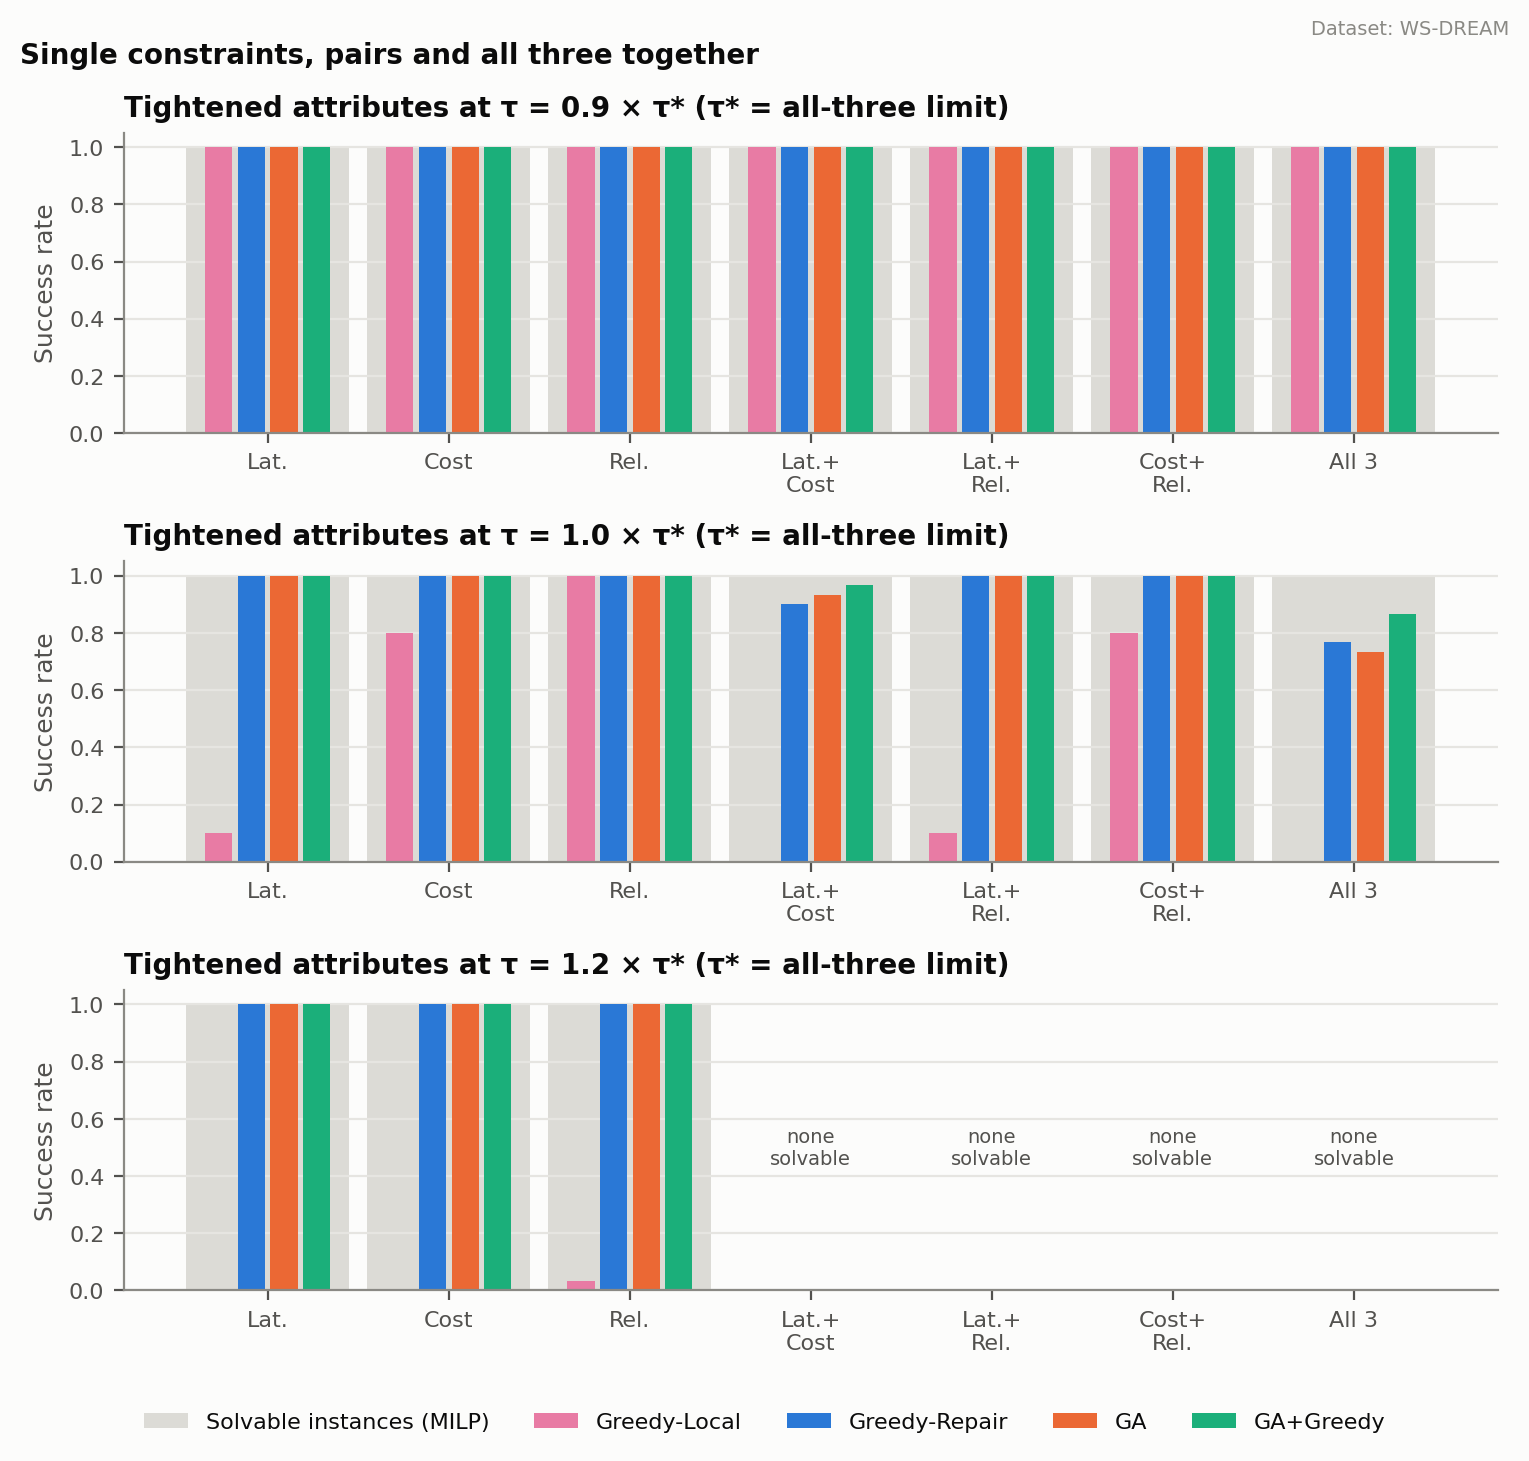 Dataset: WS-DREAM
Single constraints, pairs and all three together
Tightened attributes at τ = 0.9 × τ* (τ* = all-three limit)
Success rate
1.0
0.8
0.6
0.4
0.2
0.0
Lat.
Cost
Rel.
Lat.+
Cost
Lat.+
Rel.
Cost+
Rel.
All 3
Tightened attributes at τ = 1.0 × τ* (τ* = all-three limit)
Success rate
1.0
0.8
0.6
0.4
0.2
0.0
Lat.
Cost
Rel.
Lat.+
Cost
Lat.+
Rel.
Cost+
Rel.
All 3
Tightened attributes at τ = 1.2 × τ* (τ* = all-three limit)
Success rate
1.0
0.8
0.6
0.4
0.2
0.0
none
solvable
none
solvable
none
solvable
none
solvable
Lat.
Cost
Rel.
Lat.+
Cost
Lat.+
Rel.
Cost+
Rel.
All 3
Solvable instances (MILP)
Greedy-Local
Greedy-Repair
GA
GA+Greedy